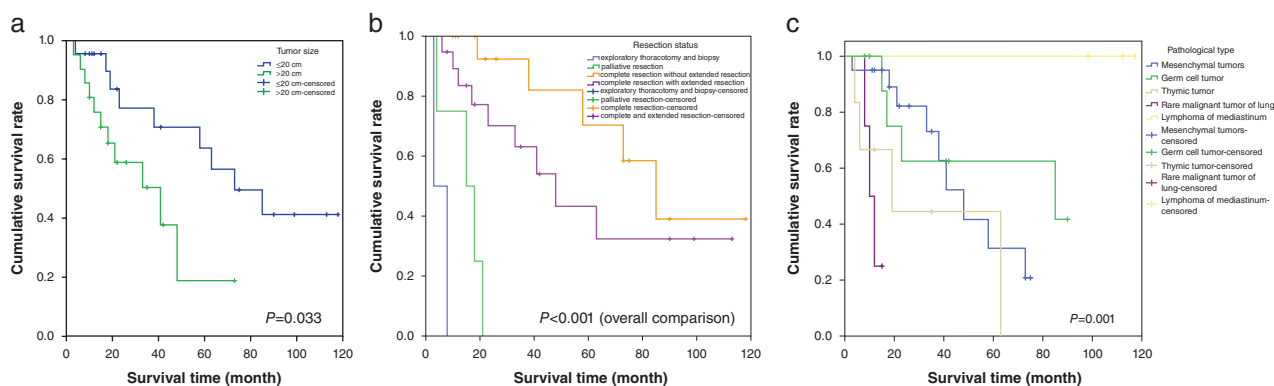 a
Cumulative survival rate
1.0
0.8
0.6
0.4
0.2
0.0
Tumor size
≤20 cm
>20 cm
≤20 cm-censored
>20 cm-censored
P=0.033
0 20 40 60 80 100 120
Survival time (month)
b
Cumulative survival rate
1.0
0.8
0.6
0.4
0.2
0.0
Resection status
exploratory thoracotomy and biopsy
palliative resection
complete resection without extended resection
complete resection with extended resection
exploratory thoracotomy and biopsy-censored
palliative resection-censored
complete resection-censored
complete and extended resection-censored
P<0.001 (overall comparison)
0 20 40 60 80 100 120
Survival time (month)
c
Cumulative survival rate
1.0
0.8
0.6
0.4
0.2
0.0
P=0.001
0 20 40 60 80 100 120
Survival time (month)
Pathological type
Mesenchymal tumors
Germ cell tumor
Thymic tumor
Rare malignant tumor of lung
Lymphoma of mediastinum
Mesenchymal tumors-
censored
Germ cell tumor-censored
Thymic tumor-censored
Rare malignant tumor of
lung-censored
Lymphoma of mediastinum-
censored